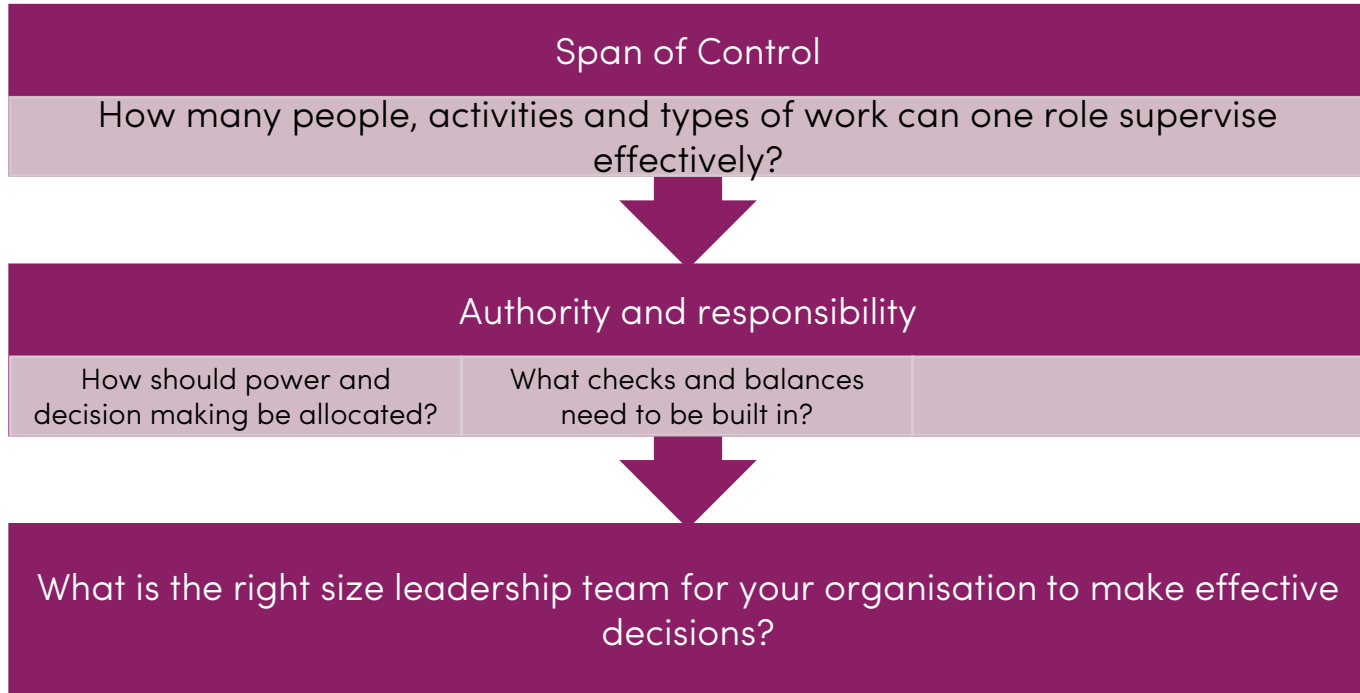 Span of Control
How many people, activities and types of work can one role supervise
effectively?
Authority and responsibility
How should power and
decision making be allocated?
What checks and balances
need to be built in?
What is the right size leadership team for your organisation to make effective
decisions?